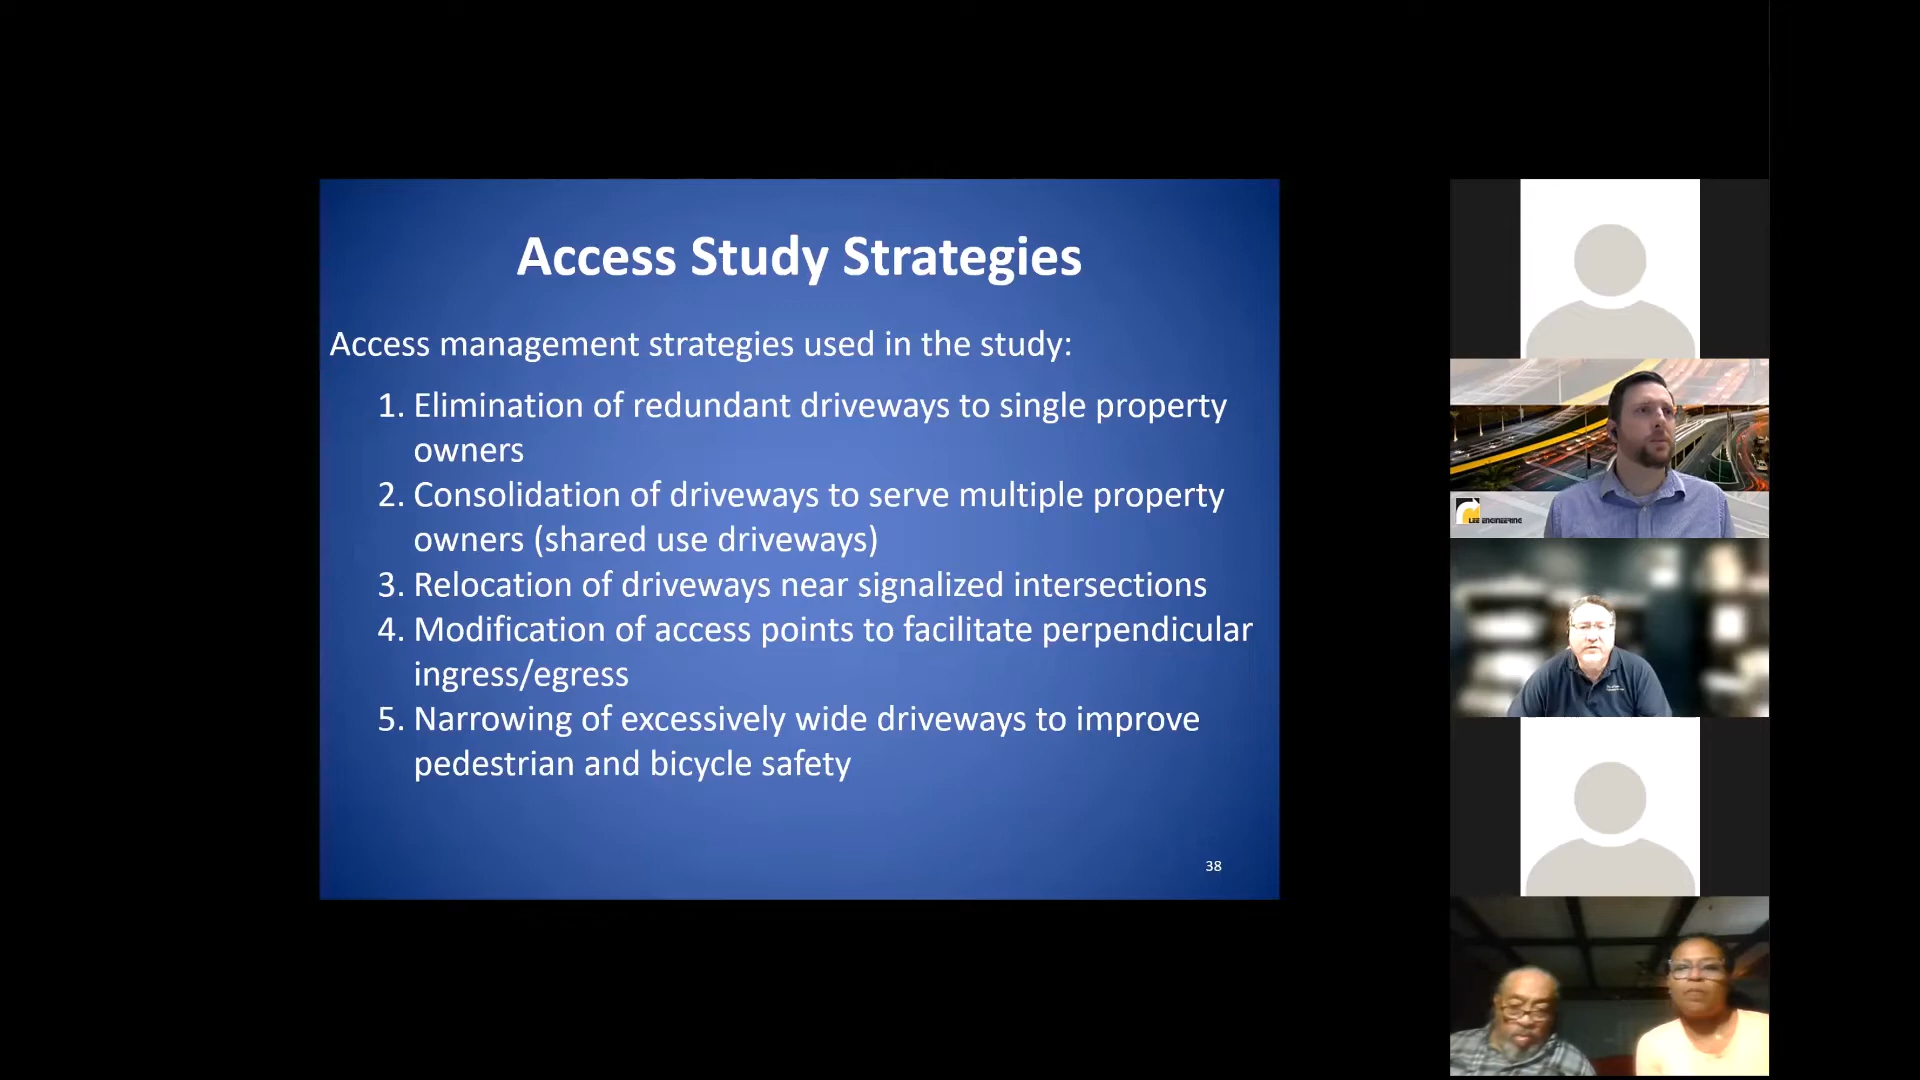 Access Study Strategies
Access management strategies used in the study:
1. Elimination of redundant driveways to single property
owners
2. Consolidation of driveways to serve multiple property
owners (shared use driveways)
3. Relocation of driveways near signalized intersections
4. Modification of access points to facilitate perpendicular
ingress/egress
5. Narrowing of excessively wide driveways to improve
pedestrian and bicycle safety
38
LEE ENGINEERING